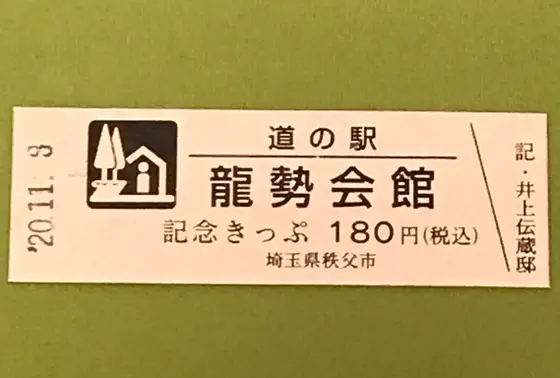 '20.11.-8
道の駅
龍勢会館
記念きっぷ 180円(税込)
埼玉県秩父市
記・井上伝蔵邸